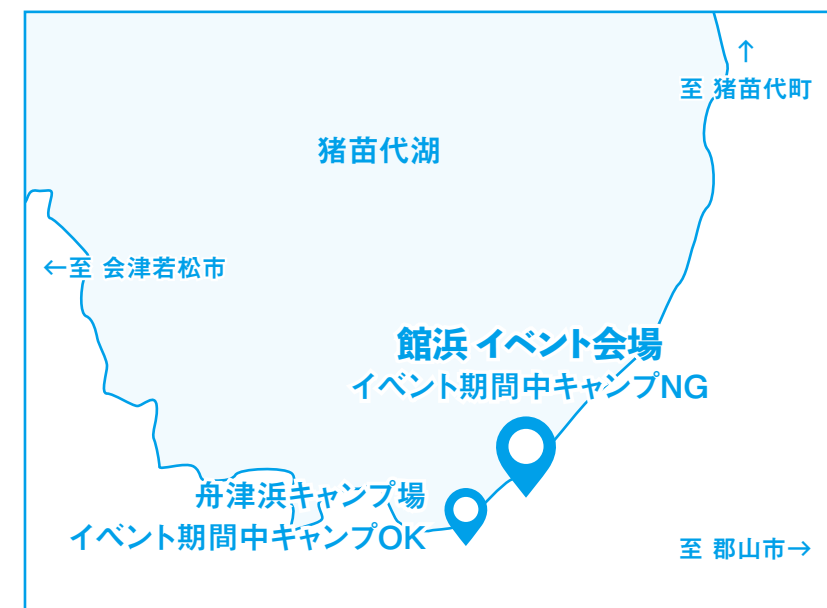 ↑
至 猪苗代町
猪苗代湖
←至 会津若松市
館浜 イベント会場
イベント期間中キャンプNG
舟津浜キャンプ場
イベント期間中キャンプOK
至 郡山市→